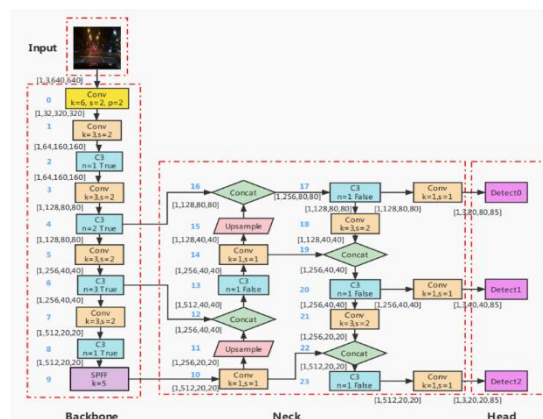 Input
[1,3,640,640]
0
Conv
k=6, s=2, p=2
[1,32,320,320]
1
Conv
k=3,s=2
[1,64,160,160]
2
C3
n=1 True
[1,64,160,160]
3
Conv
k=3,s=2
[1,128,80,80]
4
C3
n=2 True
[1,128,80,80]
5
Conv
k=3,s=2
[1,256,40,40]
6
C3
n=3 True
[1,256,40,40]
7
Conv
k=3,s=2
[1,512,20,20]
8
C3
n=1 True
[1,512,20,20]
9
SPFF
k=5
Backbone
16
Concat
[1,128,80,80]
15
Upsample
[1,128,40,40]
14
Conv
k=1,s=1
[1,256,40,40]
13
C3
n=1 False
[1,512,40,40]
12
Concat
[1,256,40,40]
11
Upsample
[1,256,20,20]
10
Conv
k=1,s=1
[1,512,20,20]
17
[1,256,80,80]
C3
n=1 False
[1,128,80,80]
[1,128,80,80]
Conv
k=1,s=1
18
Conv
k=3,s=2
[1,128,40,40]
19
Concat
[1,256,40,40]
20
C3
n=1 False
[1,256,40,40]
[1,256,40,40]
Conv
k=1,s=1
21
Conv
k=3,s=2
[1,256,20,20]
22
Concat
[1,512,20,20]
23
C3
n=1 False
[1,512,20,20]
Conv
k=1,s=1
Neck
Detect0
[1,3,80,80,85]
Detect1
[1,3,40,40,85]
Detect2
[1,3,20,20,85]
Head